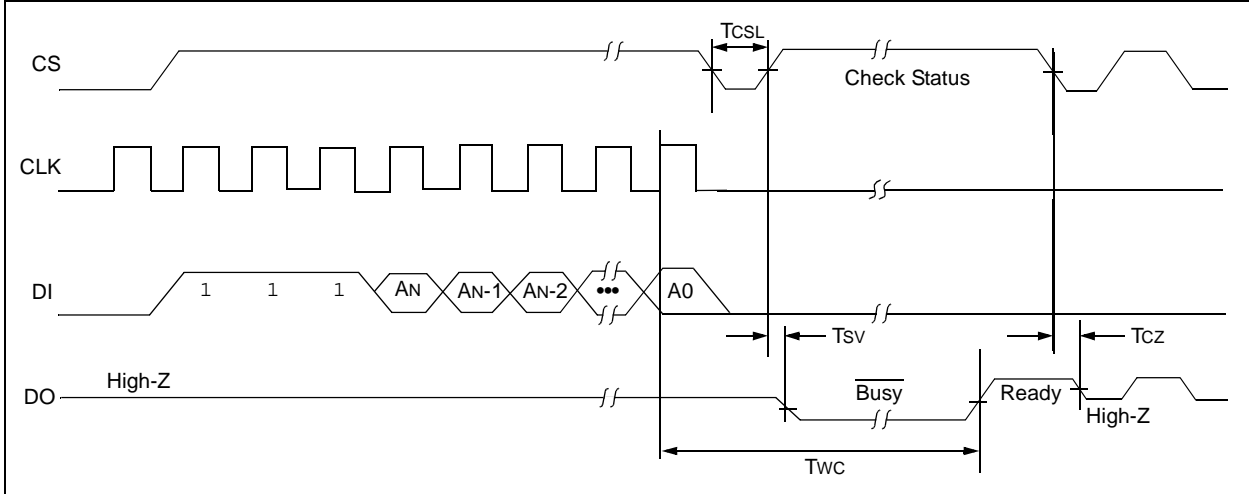 TCSL
CS
Check Status
CLK
DI
1 1 1 AN AN-1 AN-2 ••• A0
TSV
TCZ
High-Z
DO
Busy
Ready
High-Z
TWC